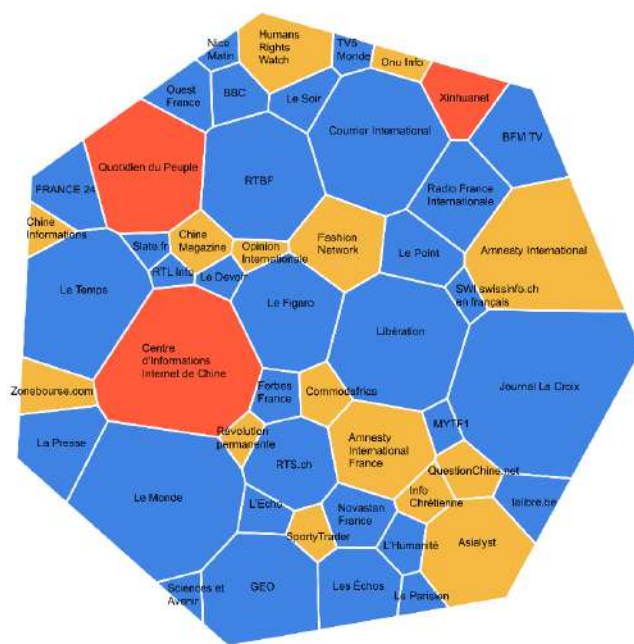 Humans
Rights
Watch
Nice
Matin
TV5
Monde
Onu Info
Ouest
France
BBC
Le Soir
Xinhuanet
Courrier International
BFM TV
Quotidien du Peuple
RTBF
FRANCE 24
Radio France
Internationale
Chine
Informations
Slate.fr
Chine
Magazine
Opinion
Internationale
Fashion
Network
Le Point
Amnesty International
RTL Info
Le Devoir
Le Temps
Le Figaro
SWI swissinfo.ch
en français
Libération
Centre
d'Informations
Internet de Chine
Journal La Croix
Zonebourse.com
Forbes
France
Commodafrica
Révolution
permanente
MYTF1
La Presse
Amnesty
International
France
RTS.ch
QuestionChine.net
Le Monde
Info
Chrétienne
lalibre.be
L'Echo
Novastan
France
SportyTrader
L'Humanité
Asialyst
Sciences et
Avenir
GEO
Les Échos
Le Parisien